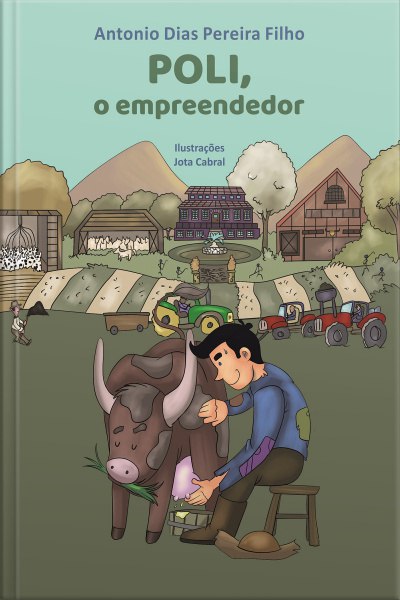 Antonio Dias Pereira Filho
POLI,
o empreendedor
Ilustrações
Jota Cabral